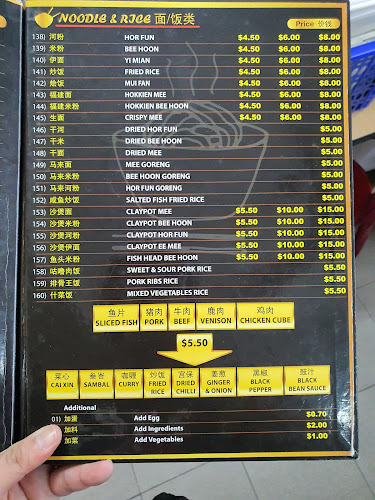 NOODLE & RICE 面/饭类
Price 价钱
138) 河粉 HOR FUN $4.50 $6.00 $8.00
139) 米粉 BEE HOON $4.50 $6.00 $8.00
140) 伊面 YI MIAN $4.50 $6.00 $8.00
141) 炒饭 FRIED RICE $4.50 $6.00 $8.00
142) 烩饭 MUI FAN $4.50 $6.00 $8.00
143) 福建面 HOKKIEN MEE $4.50 $6.00 $8.00
144) 福建米粉 HOKKIEN BEE HOON $4.50 $6.00 $8.00
145) 生面 CRISPY MEE $4.50 $6.00 $8.00
146) 干河 DRIED HOR FUN $5.00
147) 干米 DRIED BEE HOON $5.00
148) 干面 DRIED MEE $5.00
149) 马来面 MEE GORENG $5.00
150) 马来米粉 BEE HOON GORENG $5.00
151) 马来河粉 HOR FUN GORENG $5.00
152) 咸鱼炒饭 SALTED FISH FRIED RICE $5.00
153) 沙煲面 CLAYPOT MEE $5.50 $10.00 $15.00
154) 沙煲米粉 CLAYPOT BEE HOON $5.50 $10.00 $15.00
155) 沙煲河粉 CLAYPOT HOR FUN $5.50 $10.00 $15.00
156) 沙煲伊面 CLAYPOT EE MEE $5.50 $10.00 $15.00
157) 鱼头米粉 FISH HEAD BEE HOON $5.50 $10.00 $15.00
158) 咕噜肉饭 SWEET & SOUR PORK RICE $5.50
159) 排骨王饭 PORK RIBS RICE $5.50
160) 什菜饭 MIXED VEGETABLES RICE $5.50
鱼片 猪肉 牛肉 鹿肉 鸡肉
SLICED FISH PORK BEEF VENISON CHICKEN CUBE
$5.50
菜心 叁峇 咖喱 炒饭 宫保 姜葱 黑椒 豉汁
CAI XIN SAMBAL CURRY FRIED RICE DRIED CHILLI GINGER & ONION BLACK PEPPER BLACK BEAN SAUCE
Additional
01) 加蛋 Add Egg $0.70
加料 Add Ingredients $2.00
加菜 Add Vegetables $1.00